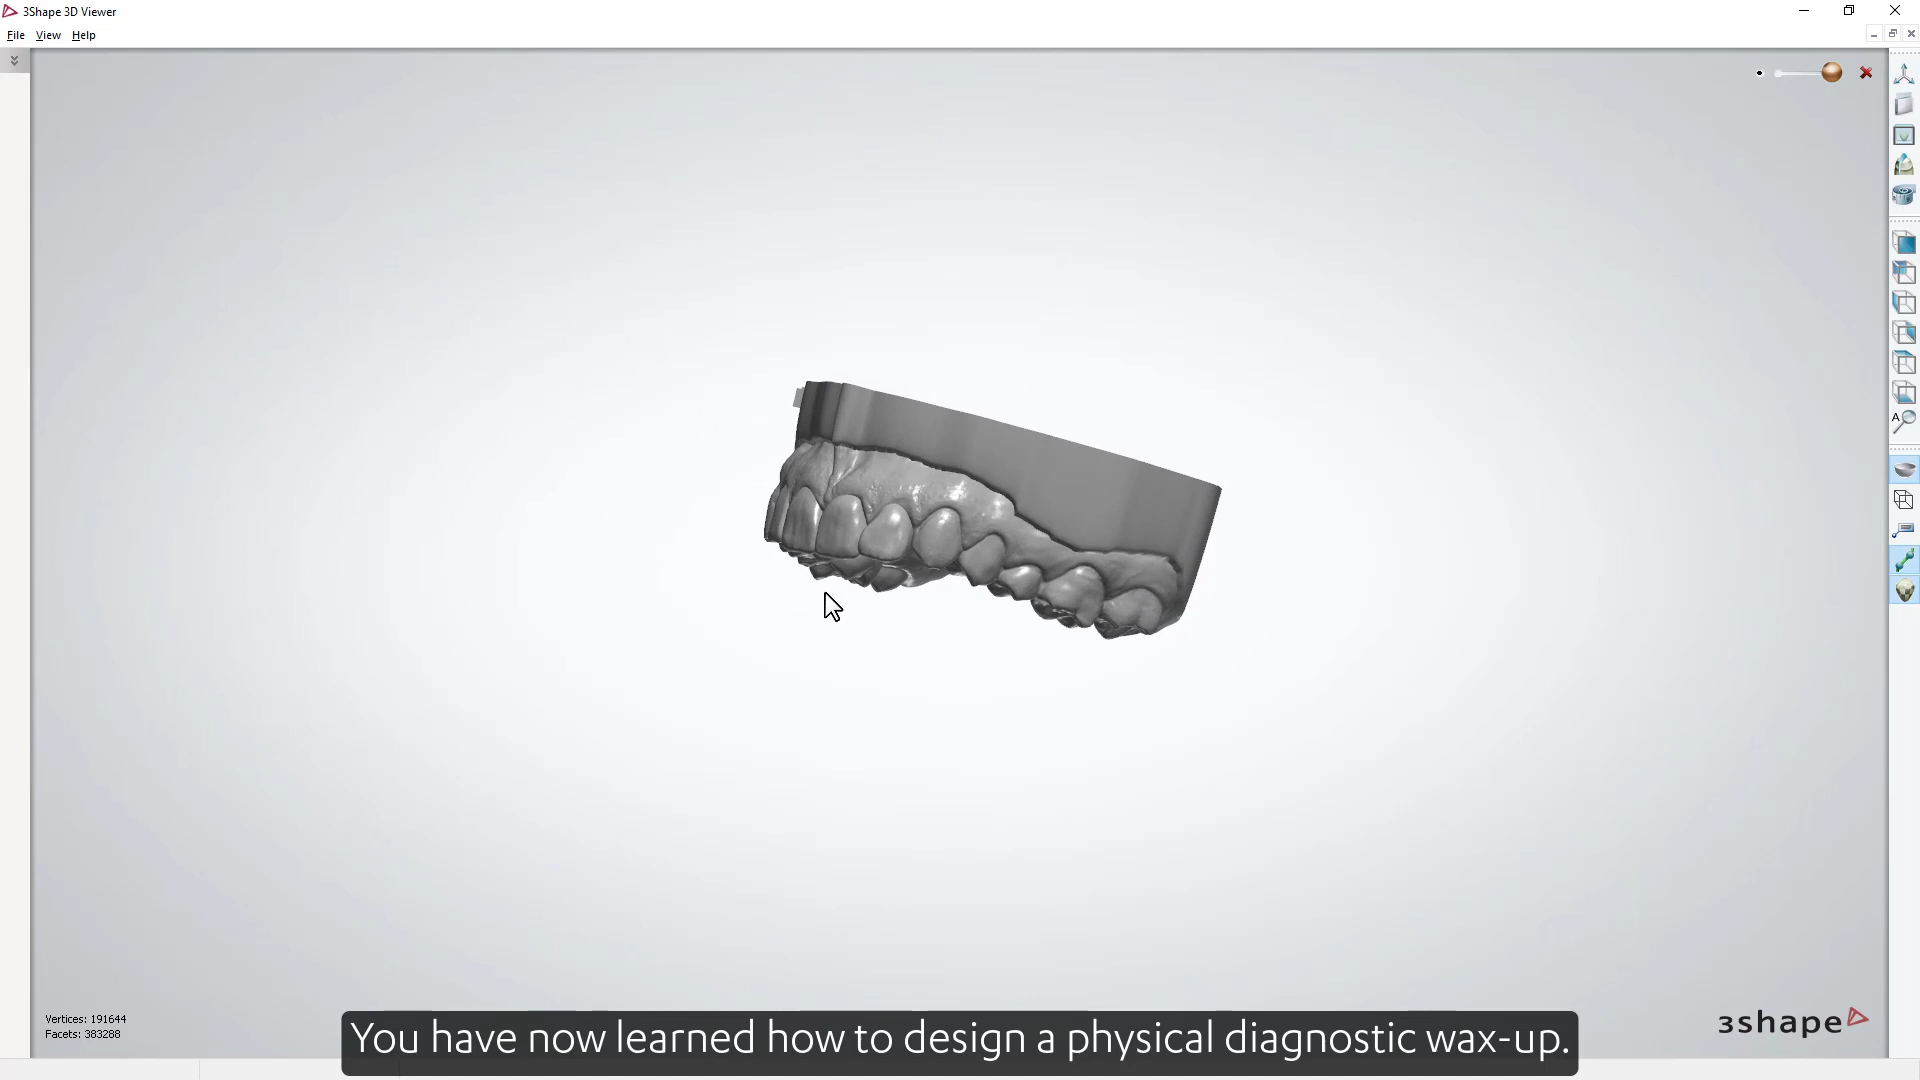 3Shape 3D Viewer
File View Help
A
Vertices: 191644
Facets: 383288
You have now learned how to design a physical diagnostic wax-up.
3shape